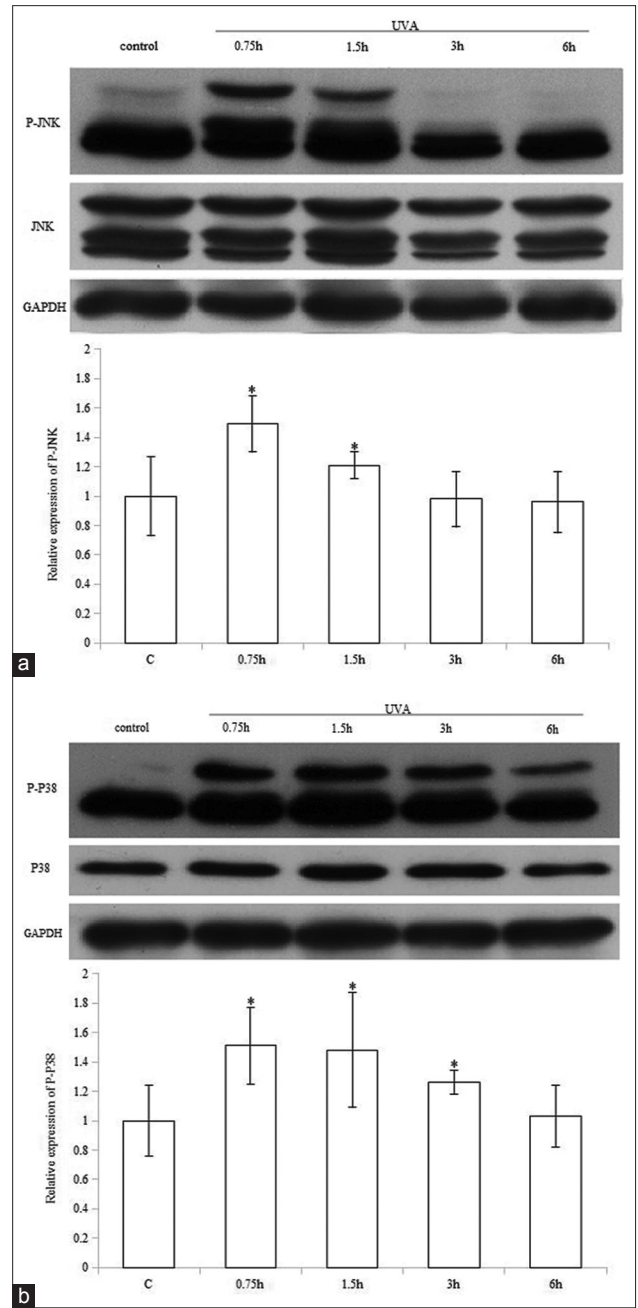 UVA
control 0.75h 1.5h 3h 6h
P-JNK
JNK
GAPDH
2
1.8
1.6
1.4
1.2
1
0.8
0.6
0.4
0.2
0
Relative expression of P-JNK
*
*
C 0.75h 1.5h 3h 6h
a
UVA
control 0.75h 1.5h 3h 6h
P-P38
P38
GAPDH
2
1.8
1.6
1.4
1.2
1
0.8
0.6
0.4
0.2
0
Relative expression of P-P38
*
*
*
C 0.75h 1.5h 3h 6h
b